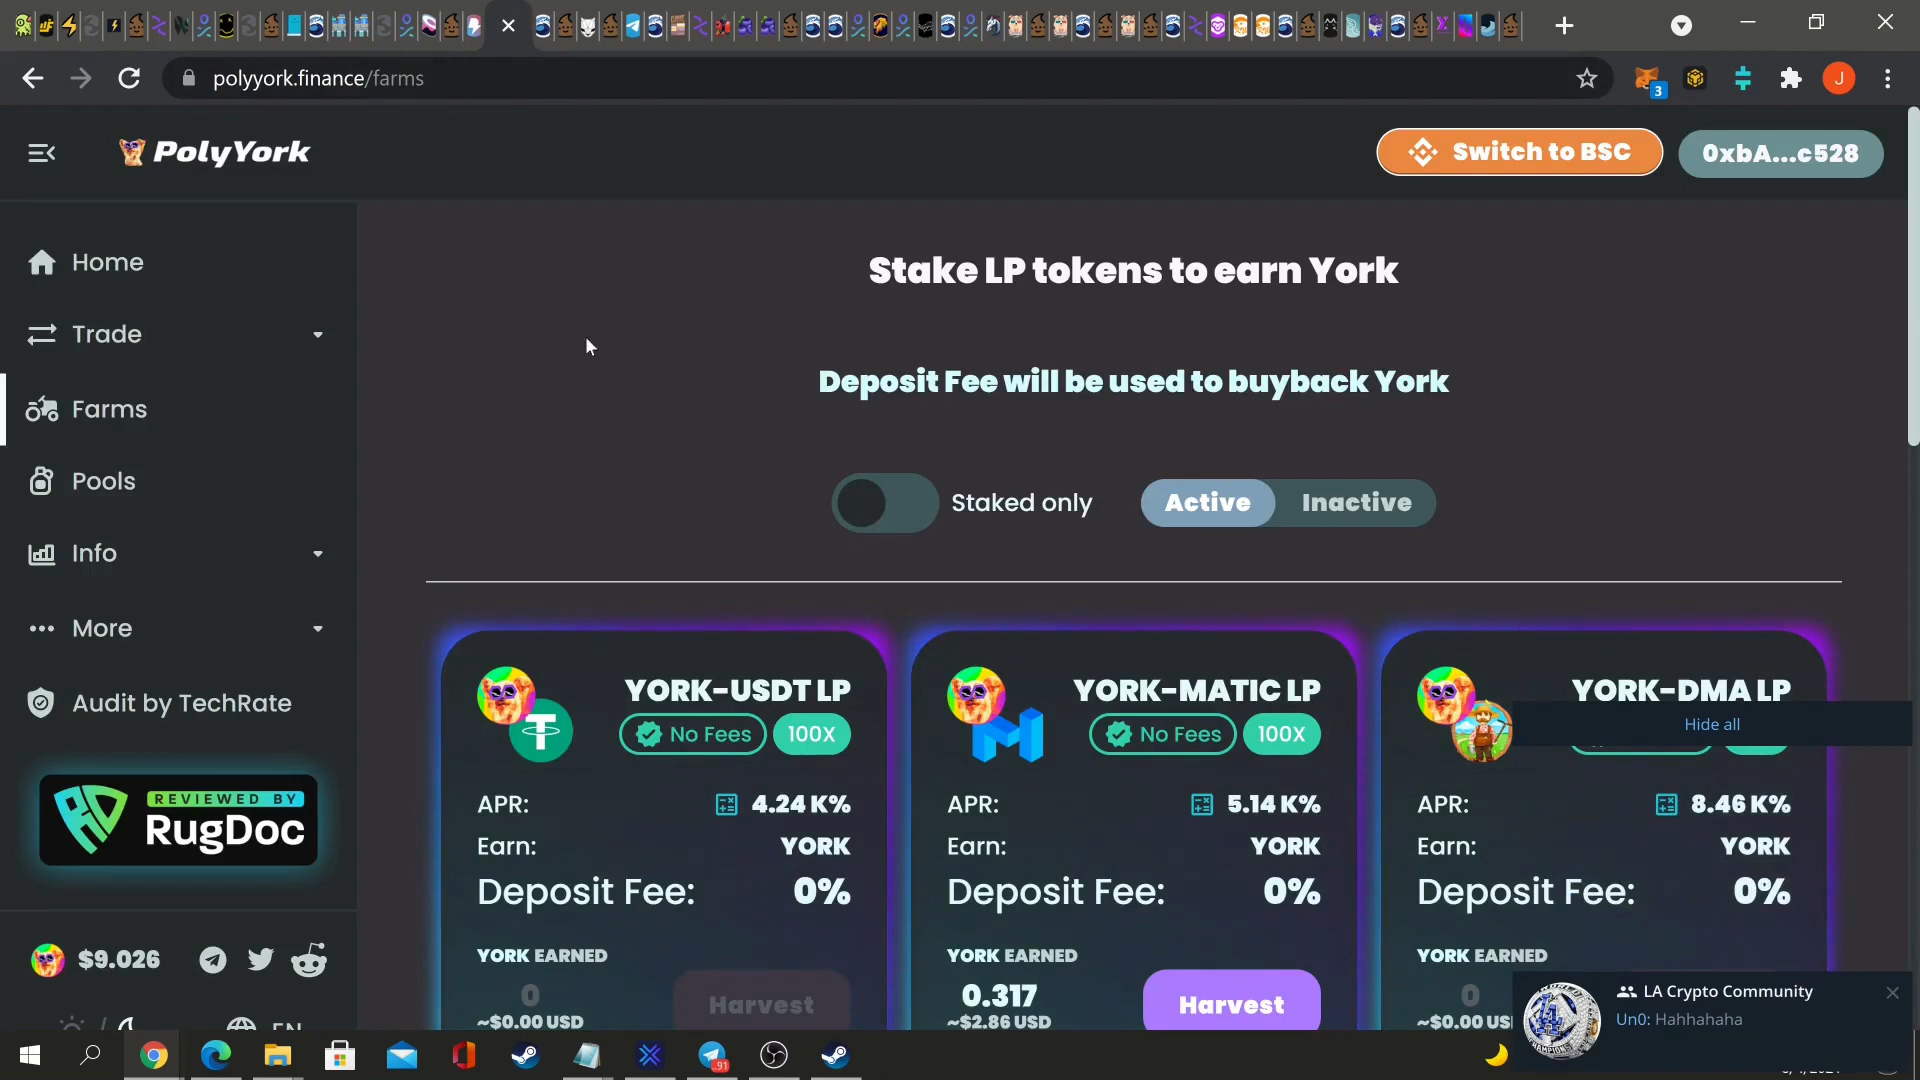 polyyork.finance/farms
3
J
PolyYork
Switch to BSC
0xbA...c528
Home
Trade
Farms
Pools
Info
More
Audit by TechRate
REVIEWED BY
RugDoc
$9.026
EN
Stake LP tokens to earn York
Deposit Fee will be used to buyback York
Staked only
Active
Inactive
YORK-USDT LP
No Fees
100X
APR:
4.24 K%
Earn:
YORK
Deposit Fee:
0%
YORK EARNED
0
~$0.00 USD
Harvest
YORK-MATIC LP
No Fees
100X
APR:
5.14 K%
Earn:
YORK
Deposit Fee:
0%
YORK EARNED
0.317
~$2.86 USD
Harvest
YORK-DMA LP
APR:
8.46 K%
Earn:
YORK
Deposit Fee:
0%
YORK EARNED
0
~$0.00
Hide all
LA Crypto Community
Un0: Hahhahaha
91